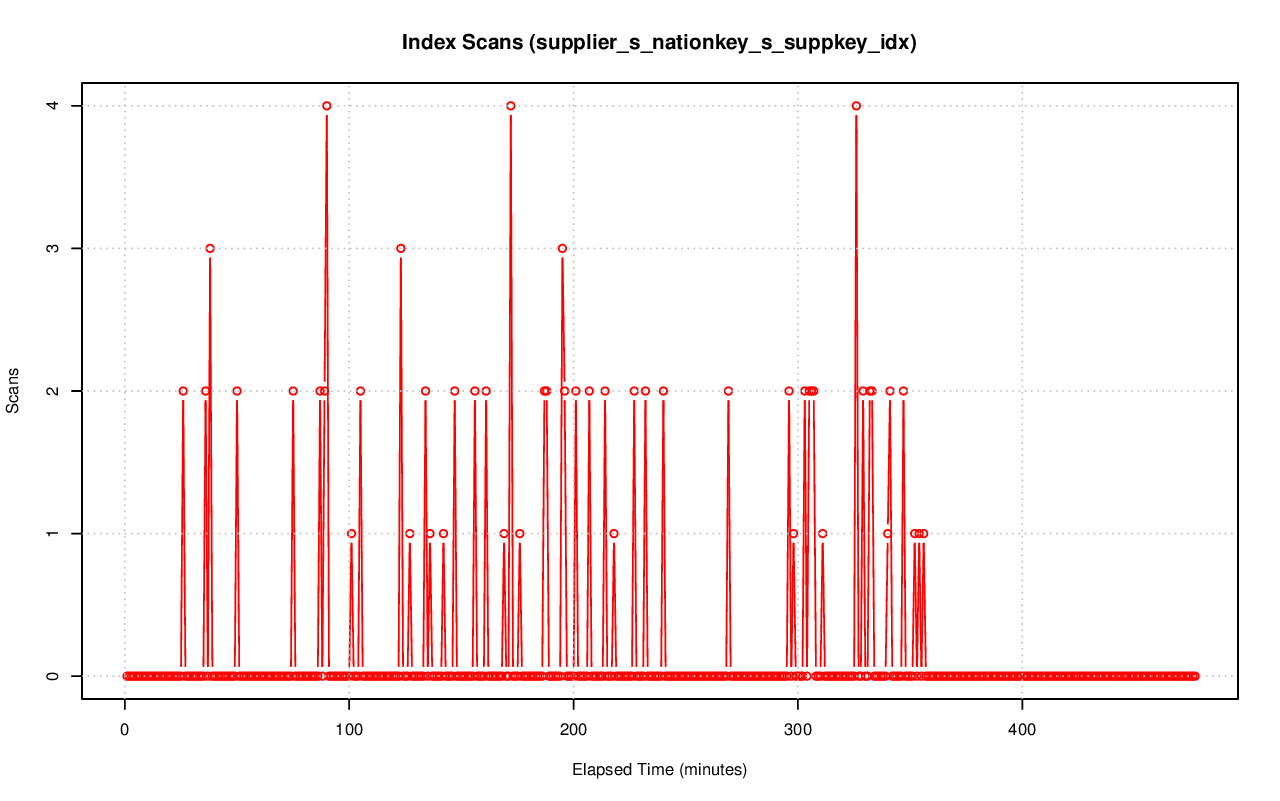 Index Scans (supplier_s_nationkey_s_suppkey_idx)
4
3
2
1
0
Scans
0 100 200 300 400
Elapsed Time (minutes)